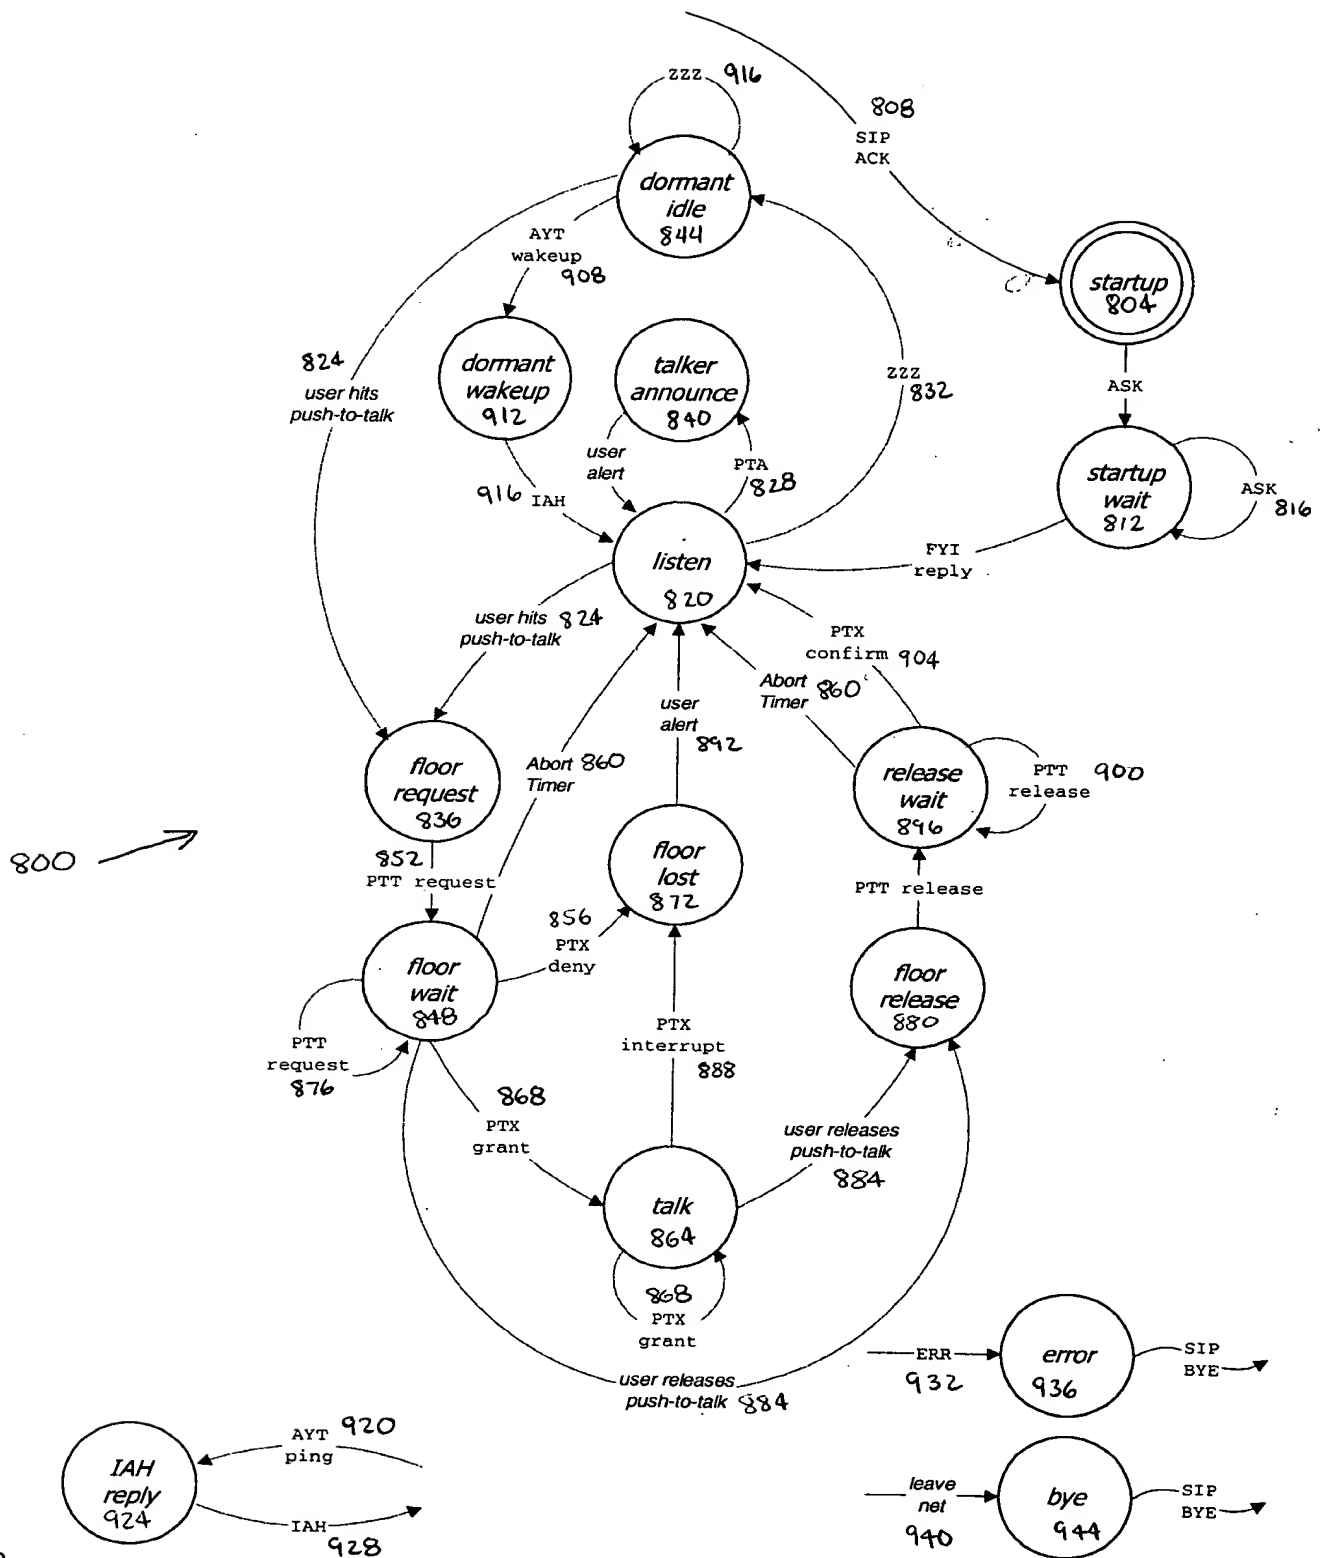 ZZZ 916
808
SIP
ACK
dormant
idle
844
AYT
wakeup
908
startup
804
824
user hits
push-to-talk
dormant
wakeup
912
talker
announce
840
ZZZ
832
ASK
user
alert
PTA
828
916 IAH
startup
wait
812
ASK
816
listen
820
FYI
reply
user hits 824
push-to-talk
PTX
confirm 904
Abort 860
Timer
user
alert
892
floor
request
836
Abort 860
Timer
release
wait
896
PTT 900
release
800
852
PTT request
floor
lost
872
PTT release
856
PTX
deny
floor
wait
848
floor
release
880
PTT
request
876
PTX
interrupt
888
868
PTX
grant
user releases
push-to-talk
884
talk
864
868
PTX
grant
user releases
push-to-talk 884
ERR
932
error
936
SIP
BYE
AYT 920
ping
IAH
reply
924
IAH
928
leave
net
940
bye
944
SIP
BYE